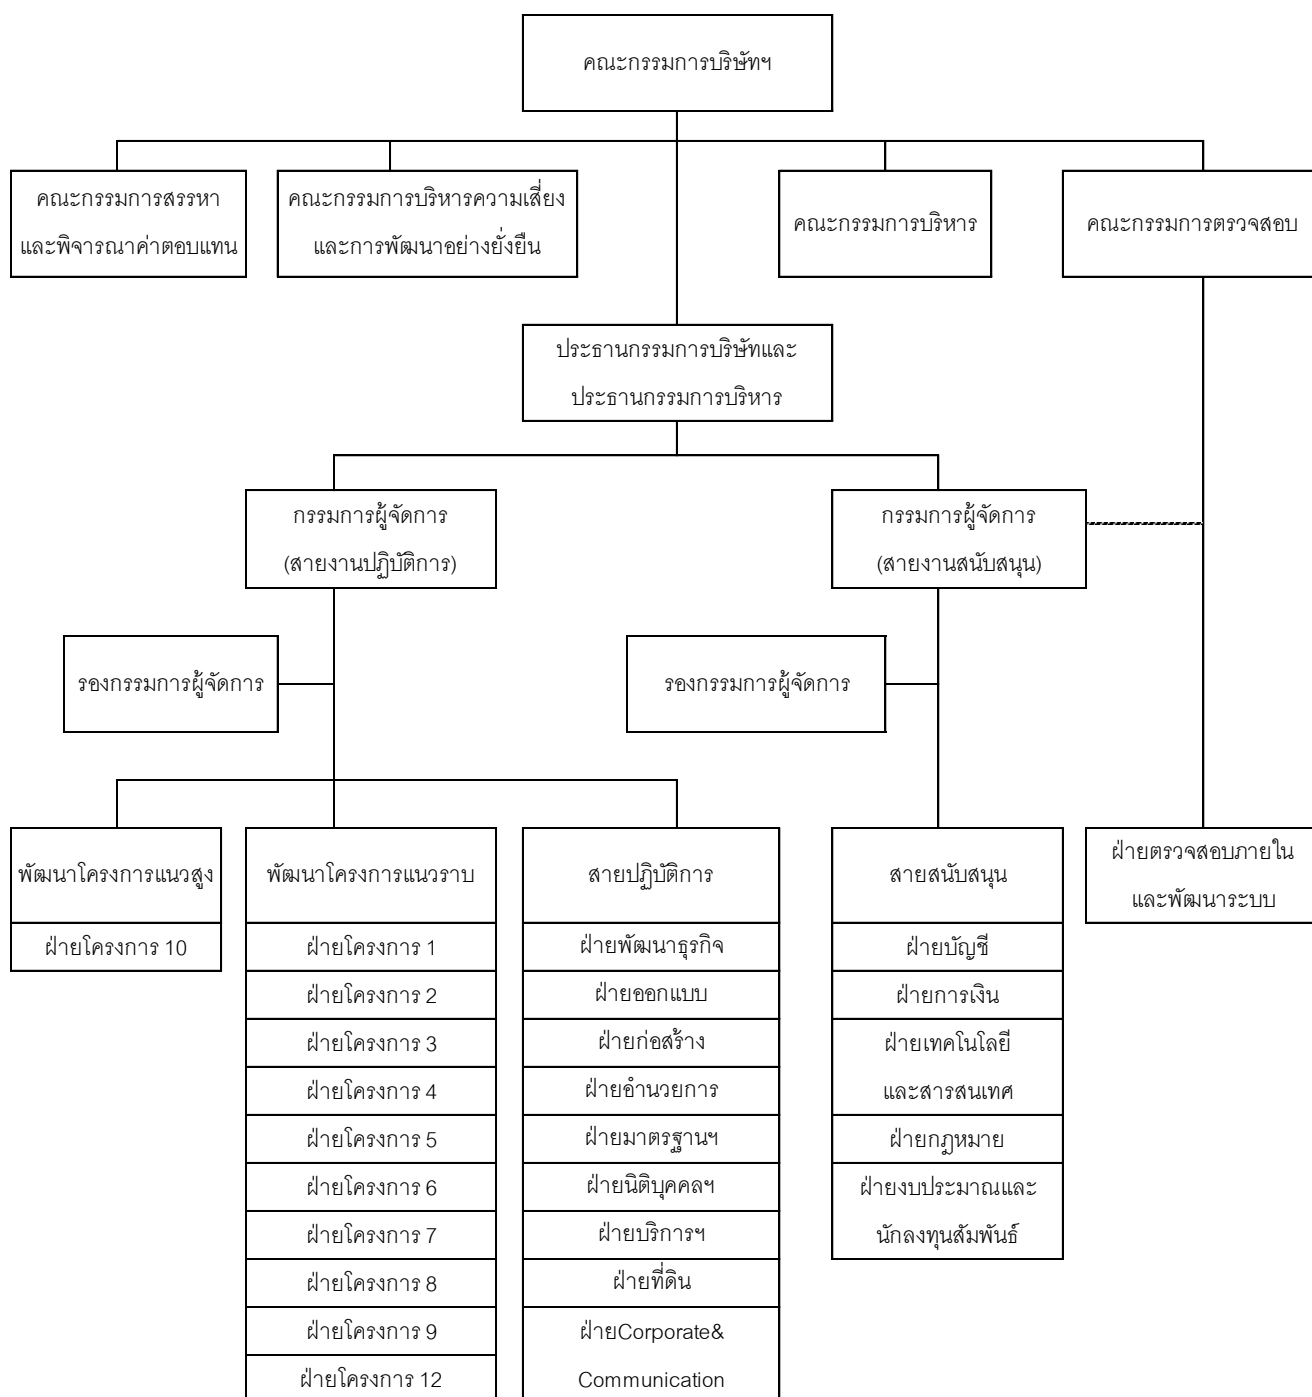 คณะกรรมการบริษัทฯ
คณะกรรมการสรรหา
และพิจารณาค่าตอบแทน
คณะกรรมการบริหารความเสี่ยง
และการพัฒนาอย่างยั่งยืน
คณะกรรมการบริหาร
คณะกรรมการตรวจสอบ
ประธานกรรมการบริษัทและ
ประธานกรรมการบริหาร
กรรมการผู้จัดการ
(สายงานปฏิบัติการ)
กรรมการผู้จัดการ
(สายงานสนับสนุน)
รองกรรมการผู้จัดการ
รองกรรมการผู้จัดการ
พัฒนาโครงการแนวสูง
ฝ่ายโครงการ 10
พัฒนาโครงการแนวราบ
ฝ่ายโครงการ 1
ฝ่ายโครงการ 2
ฝ่ายโครงการ 3
ฝ่ายโครงการ 4
ฝ่ายโครงการ 5
ฝ่ายโครงการ 6
ฝ่ายโครงการ 7
ฝ่ายโครงการ 8
ฝ่ายโครงการ 9
ฝ่ายโครงการ 12
สายปฏิบัติการ
ฝ่ายพัฒนาธุรกิจ
ฝ่ายออกแบบ
ฝ่ายก่อสร้าง
ฝ่ายอำนวยการ
ฝ่ายมาตรฐานฯ
ฝ่ายนิติบุคคลฯ
ฝ่ายบริการฯ
ฝ่ายที่ดิน
ฝ่ายCorporate&
Communication
สายสนับสนุน
ฝ่ายบัญชี
ฝ่ายการเงิน
ฝ่ายเทคโนโลยี
และสารสนเทศ
ฝ่ายกฎหมาย
ฝ่ายงบประมาณและ
นักลงทุนสัมพันธ์
ฝ่ายตรวจสอบภายใน
และพัฒนาระบบ